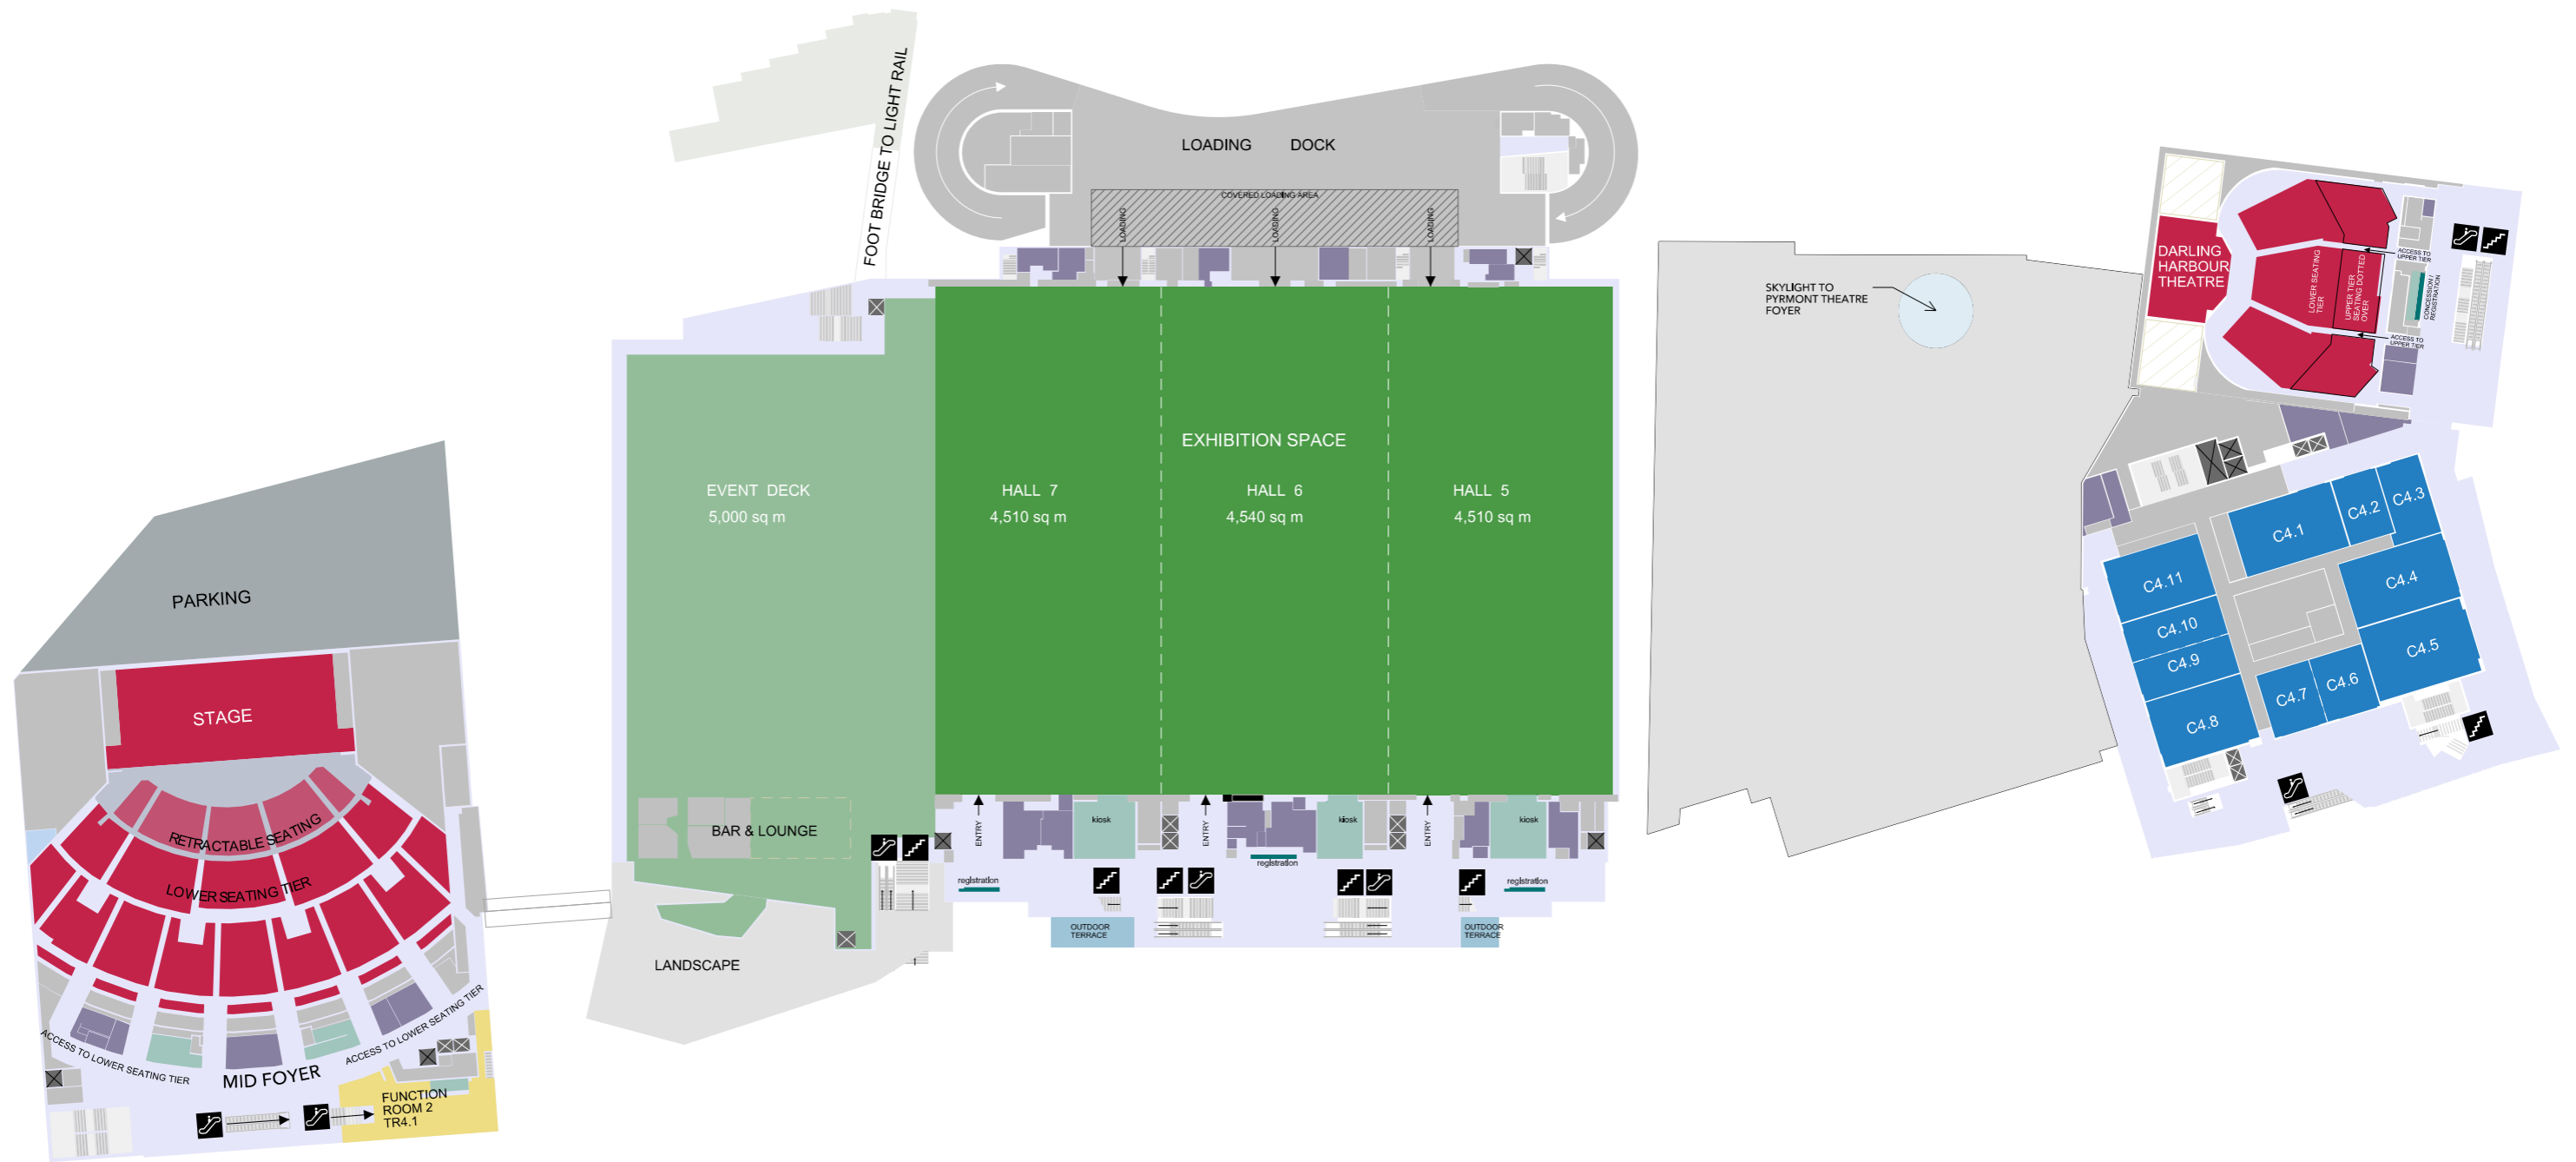 FOOT BRIDGE TO LIGHT RAIL
LOADING DOCK
COVERED LOADING AREA
LOADING
LOADING
LOADING
EXHIBITION SPACE
EVENT DECK
5,000 sq m
HALL 7
4,510 sq m
HALL 6
4,540 sq m
HALL 5
4,510 sq m
BAR & LOUNGE
ENTRY
ENTRY
ENTRY
kiosk
kiosk
kiosk
registration
registration
registration
OUTDOOR
TERRACE
OUTDOOR
TERRACE
LANDSCAPE
PARKING
STAGE
RETRACTABLE SEATING
LOWER SEATING TIER
ACCESS TO LOWER SEATING TIER
ACCESS TO LOWER SEATING TIER
MID FOYER
FUNCTION
ROOM 2
TR4.1
SKYLIGHT TO
PYRMONT THEATRE
FOYER
DARLING
HARBOUR
THEATRE
LOWER SEATING
TIER
UPPER TIER
SEATING DOTTED
OVER
ACCESS TO
UPPER TIER
CONCESSION /
REGISTRATION
ACCESS TO
UPPER TIER
C4.1
C4.2
C4.3
C4.4
C4.5
C4.6
C4.7
C4.8
C4.9
C4.10
C4.11